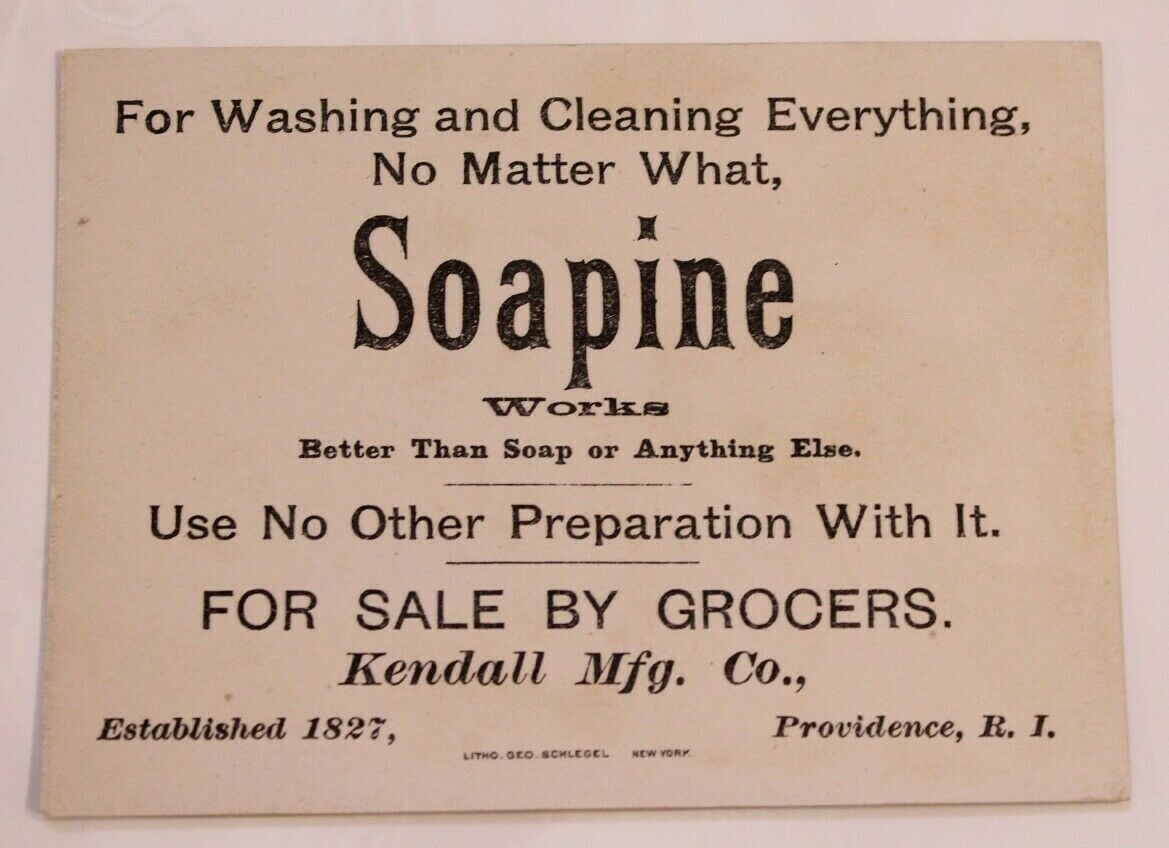 For Washing and Cleaning Everything,
No Matter What,
Soapine
Works
Better Than Soap or Anything Else.
Use No Other Preparation With It.
FOR SALE BY GROCERS.
Kendall Mfg. Co.,
Established 1827, Providence, R. I.
LITHO. GEO. SCHLEGEL NEW YORK.